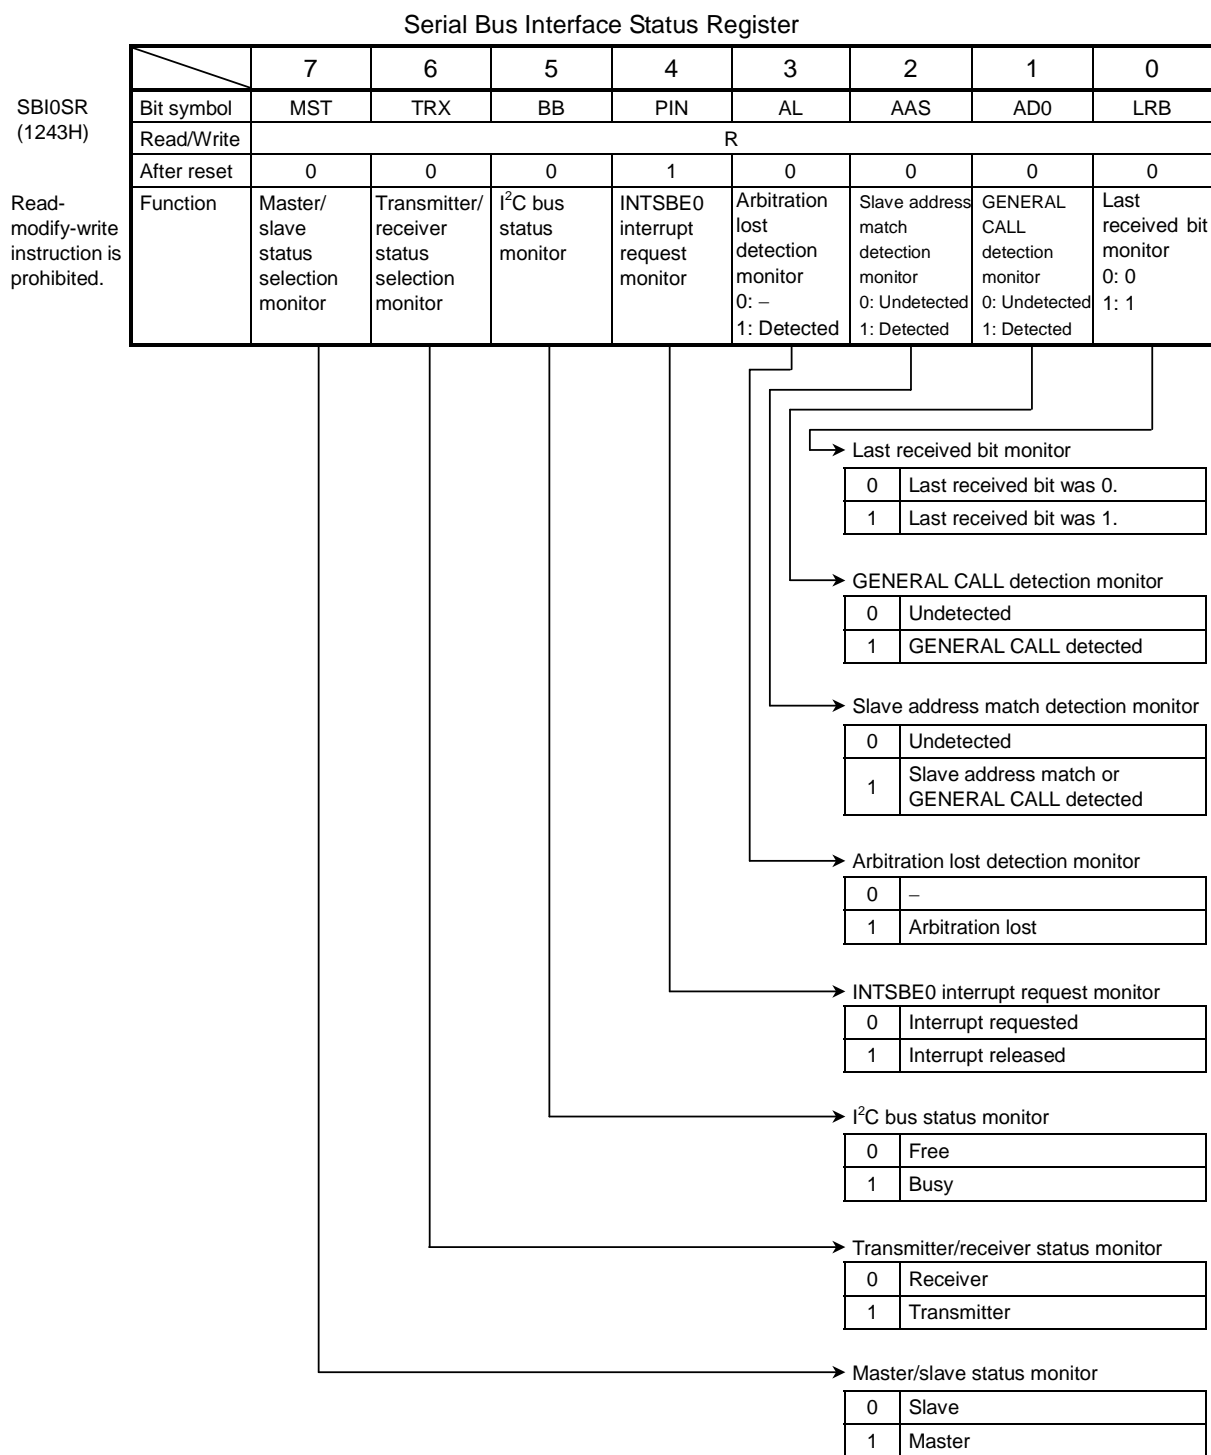 Serial Bus Interface Status Register
7 6 5 4 3 2 1 0
SBI0SR
(1243H)
Bit symbol MST TRX BB PIN AL AAS AD0 LRB
Read/Write R
After reset 0 0 0 1 0 0 0 0
Read-
modify-write
instruction is
prohibited.
Function
Master/
slave
status
selection
monitor
Transmitter/
receiver
status
selection
monitor
I²C bus
status
monitor
INTSBE0
interrupt
request
monitor
Arbitration
lost
detection
monitor
0: −
1: Detected
Slave address
match
detection
monitor
0: Undetected
1: Detected
GENERAL
CALL
detection
monitor
0: Undetected
1: Detected
Last
received bit
monitor
0: 0
1: 1
Last received bit monitor
0 Last received bit was 0.
1 Last received bit was 1.
GENERAL CALL detection monitor
0 Undetected
1 GENERAL CALL detected
Slave address match detection monitor
0 Undetected
1 Slave address match or
GENERAL CALL detected
Arbitration lost detection monitor
0 −
1 Arbitration lost
INTSBE0 interrupt request monitor
0 Interrupt requested
1 Interrupt released
I²C bus status monitor
0 Free
1 Busy
Transmitter/receiver status monitor
0 Receiver
1 Transmitter
Master/slave status monitor
0 Slave
1 Master